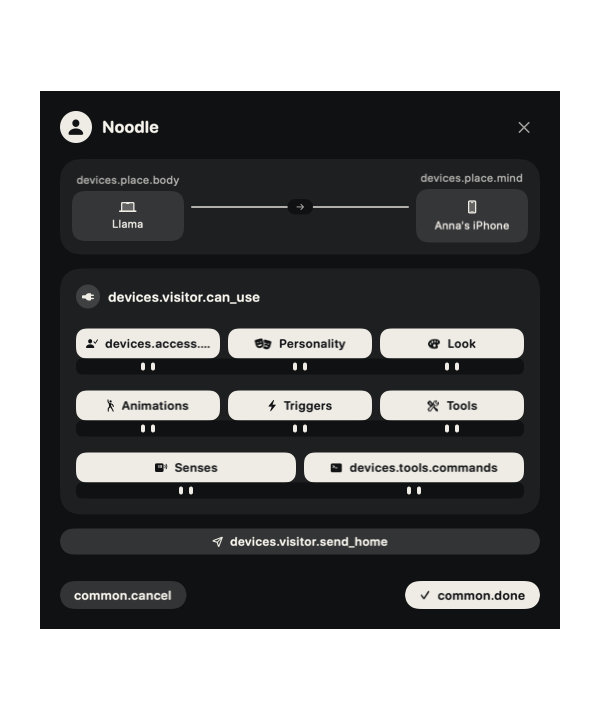 Noodle
devices.place.body
devices.place.mind
Llama
Anna's iPhone
devices.visitor.can_use
devices.access....
Personality
Look
Animations
Triggers
Tools
Senses
devices.tools.commands
devices.visitor.send_home
common.cancel
common.done